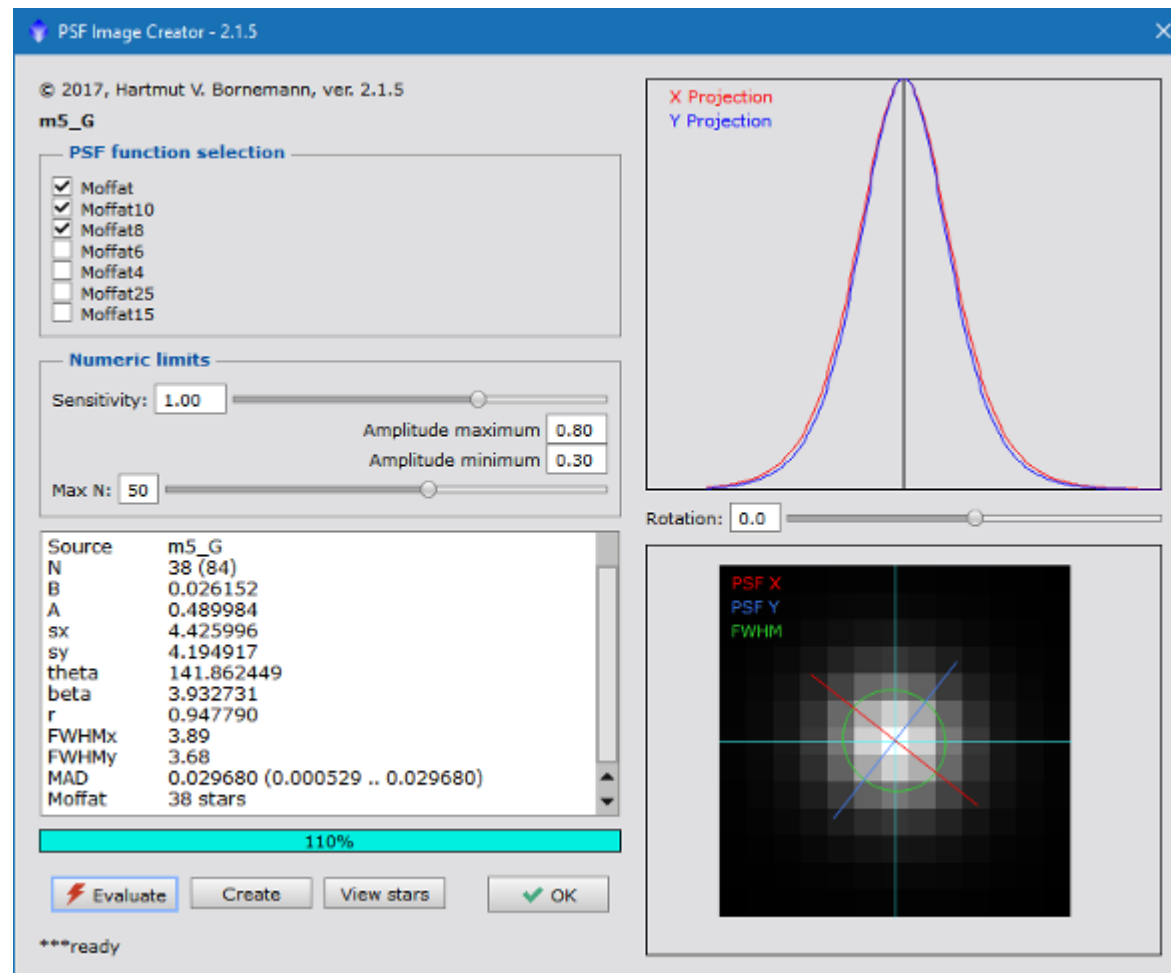 PSF Image Creator - 2.1.5
© 2017, Hartmut V. Bornemann, ver. 2.1.5
m5_G
PSF function selection
Moffat
Moffat10
Moffat8
Moffat6
Moffat4
Moffat25
Moffat15
Numeric limits
Sensitivity: 1.00
Amplitude maximum 0.80
Amplitude minimum 0.30
Max N: 50
Source m5_G
N 38 (84)
B 0.026152
A 0.489984
sx 4.425996
sy 4.194917
theta 141.862449
beta 3.932731
r 0.947790
FWHMx 3.89
FWHMy 3.68
MAD 0.029680 (0.000529 .. 0.029680)
Moffat 38 stars
110%
Evaluate Create View stars OK
***ready
X Projection
Y Projection
Rotation: 0.0
PSF X
PSF Y
FWHM